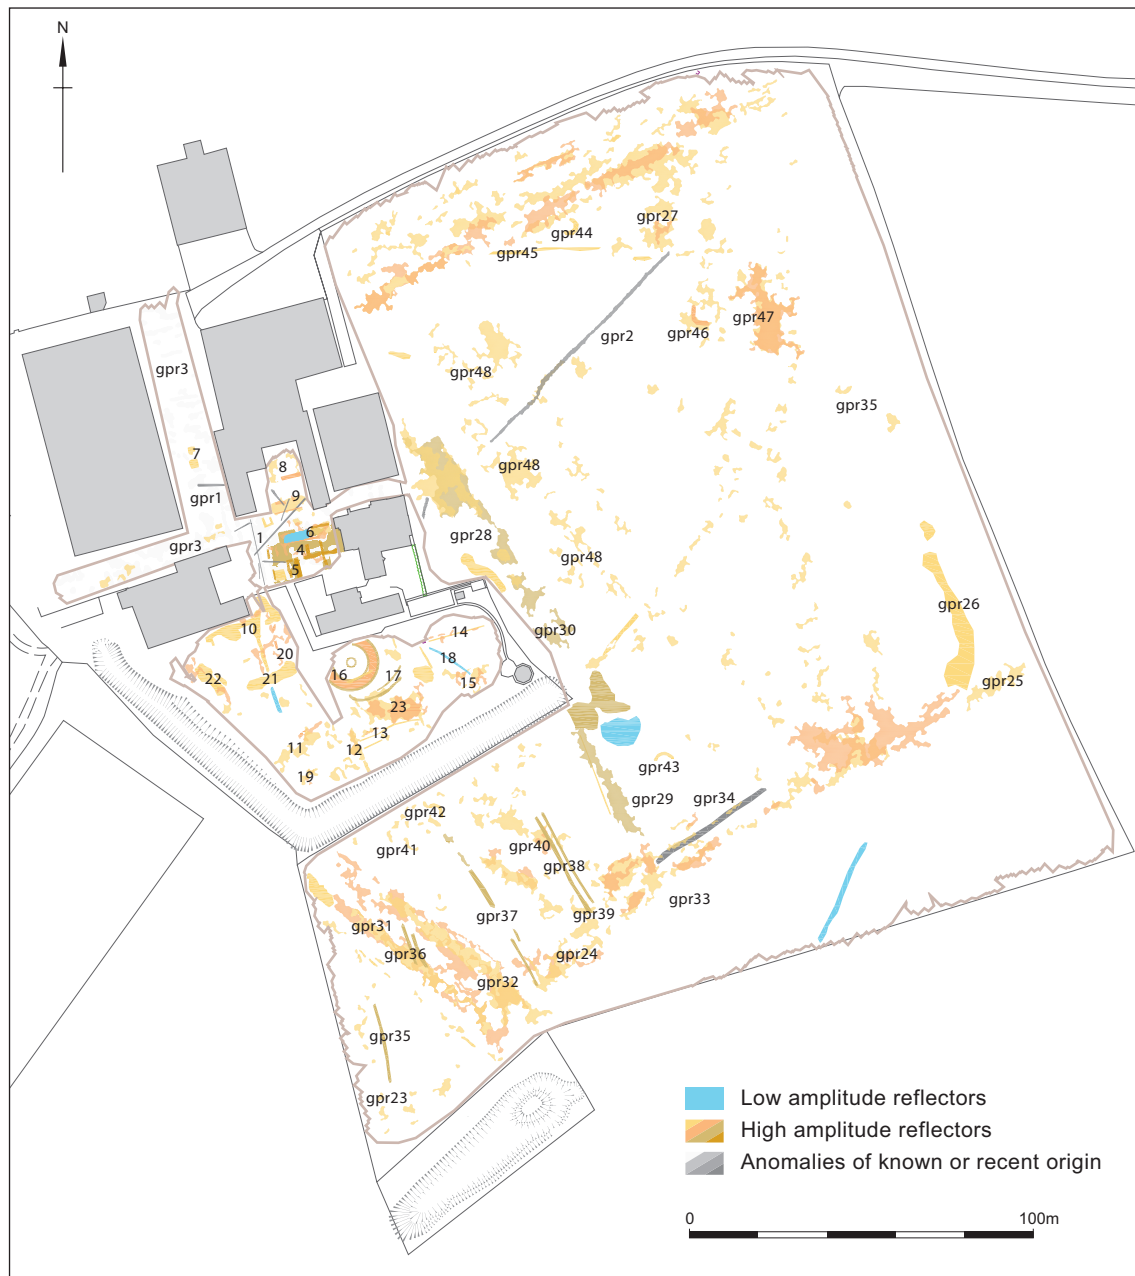 N
gpr27
gpr44
gpr45
gpr47
gpr46
gpr2
gpr3
gpr48
gpr35
7
8
gpr48
gpr1
9
6
1
gpr28
gpr3
4
gpr48
5
gpr26
10
14
gpr30
20
18
16
17
22
21
15
gpr25
23
13
11
12
gpr43
19
gpr34
gpr29
gpr42
gpr40
gpr41
gpr38
gpr33
gpr37
gpr39
gpr31
gpr36
gpr24
gpr32
gpr35
gpr23
Low amplitude reflectors
High amplitude reflectors
Anomalies of known or recent origin
0 100m